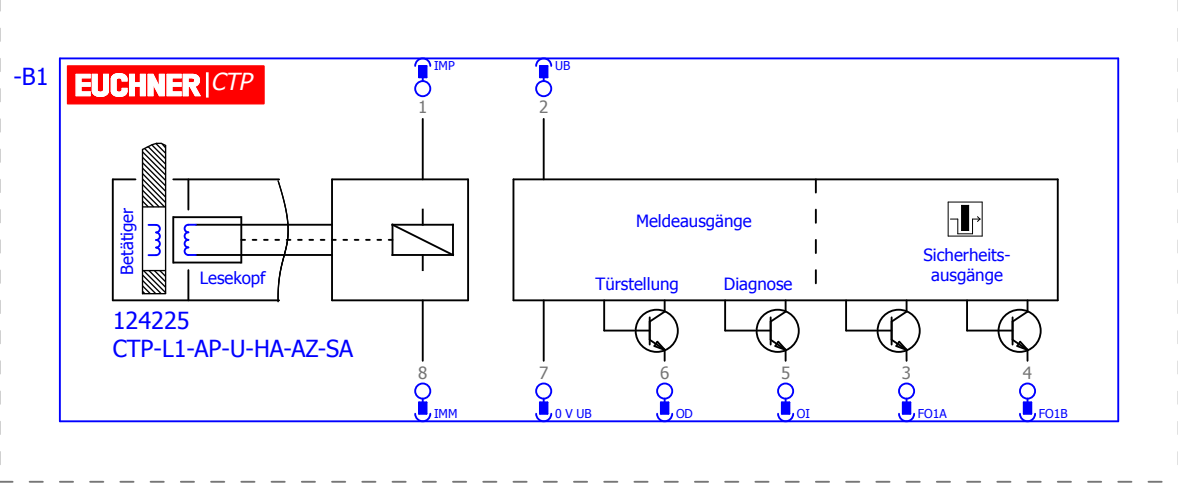 -B1
EUCHNER|CTP
IMP
UB
1
2
Betätiger
Lesekopf
Meldeausgänge
Sicherheits-
ausgänge
Türstellung
Diagnose
124225
CTP-L1-AP-U-HA-AZ-SA
8
7
6
5
3
4
IMM
0 V UB
OD
OI
FO1A
FO1B